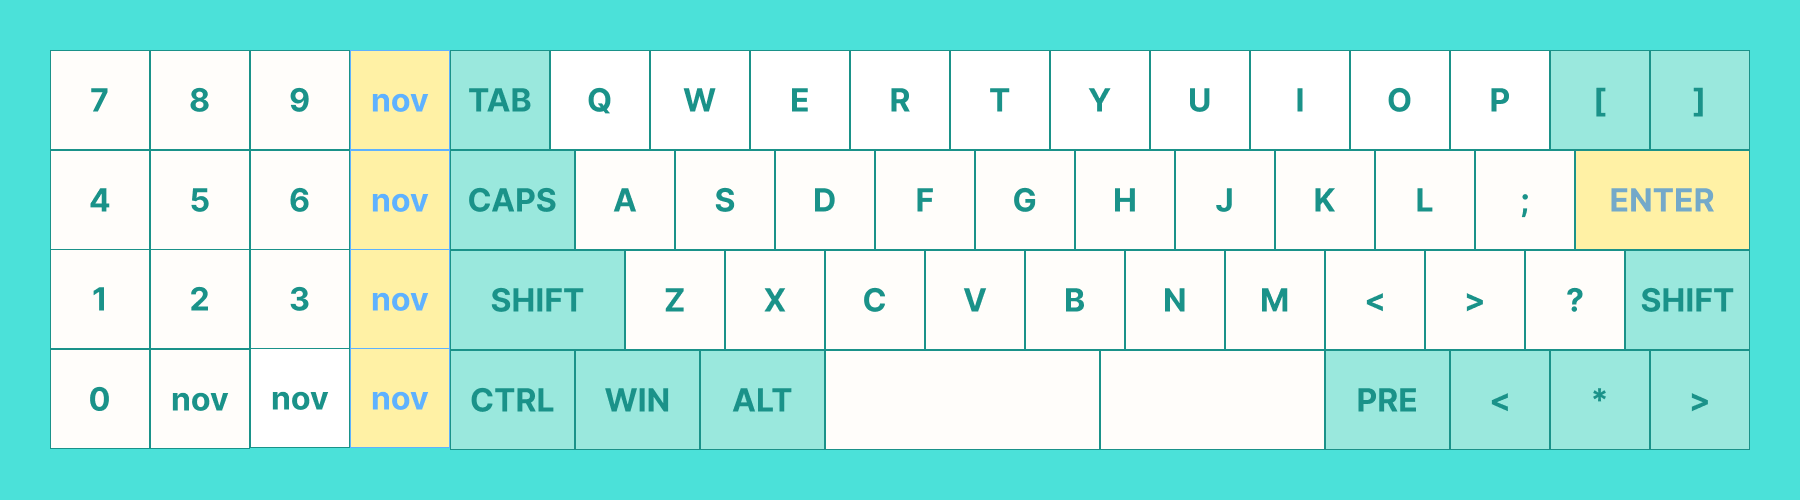 7 8 9 nov TAB Q W E R T Y U I O P [ ]
4 5 6 nov CAPS A S D F G H J K L ; ENTER
1 2 3 nov SHIFT Z X C V B N M < > ? SHIFT
0 nov nov nov CTRL WIN ALT PRE < * >